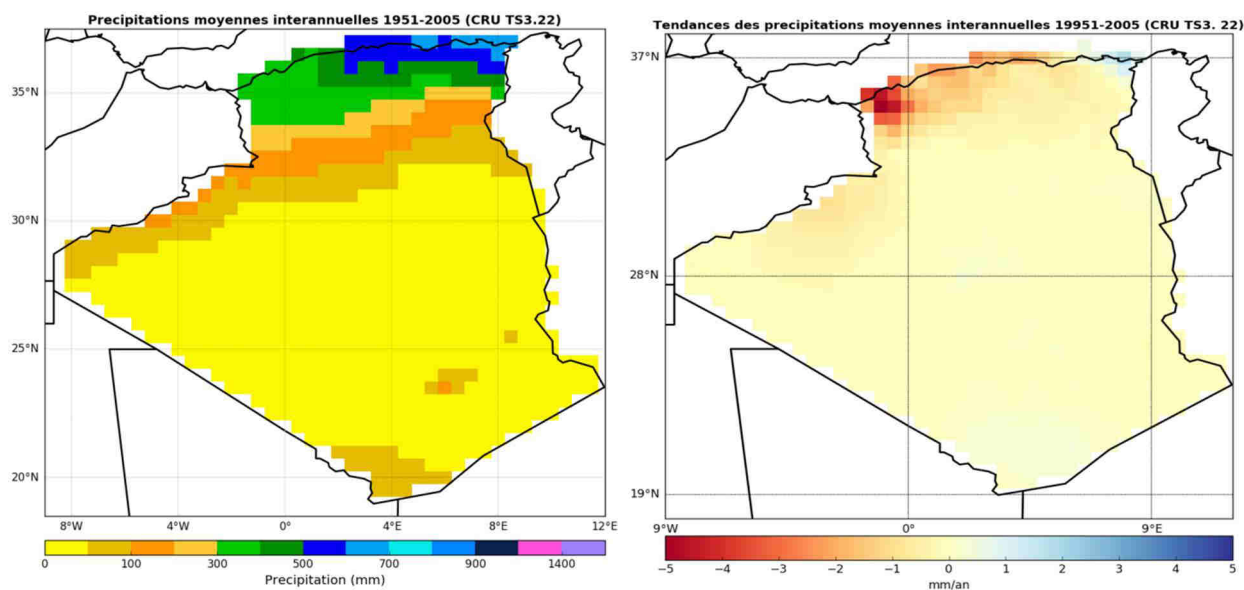 Precipitations moyennes interannuelles 1951-2005 (CRU TS3.22)
35°N
30°N
25°N
20°N
8°W 4°W 0° 4°E 8°E 12°E
0 100 300 500 700 900 1400
Precipitation (mm)
Tendances des precipitations moyennes interannuelles 19951-2005 (CRU TS3. 22)
37°N
28°N
19°N
9°W 0° 9°E
−5 −4 −3 −2 −1 0 1 2 3 4 5
mm/an